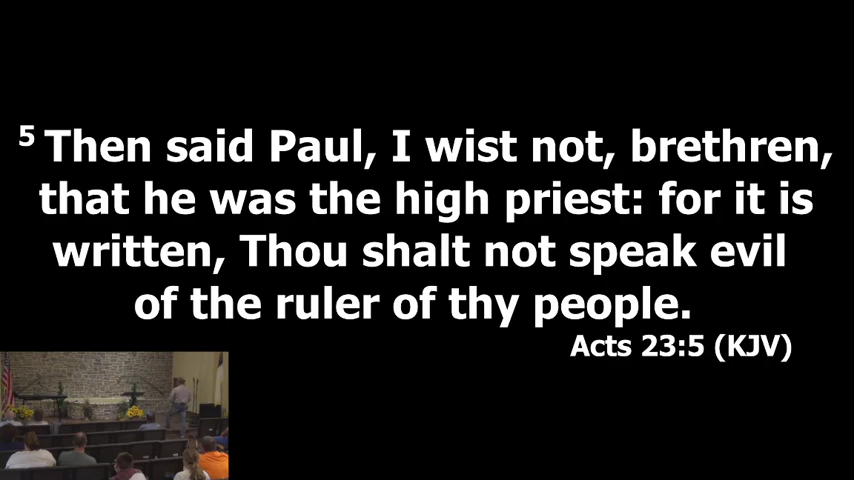 5 Then said Paul, I wist not, brethren,
that he was the high priest: for it is
written, Thou shalt not speak evil
of the ruler of thy people.
Acts 23:5 (KJV)